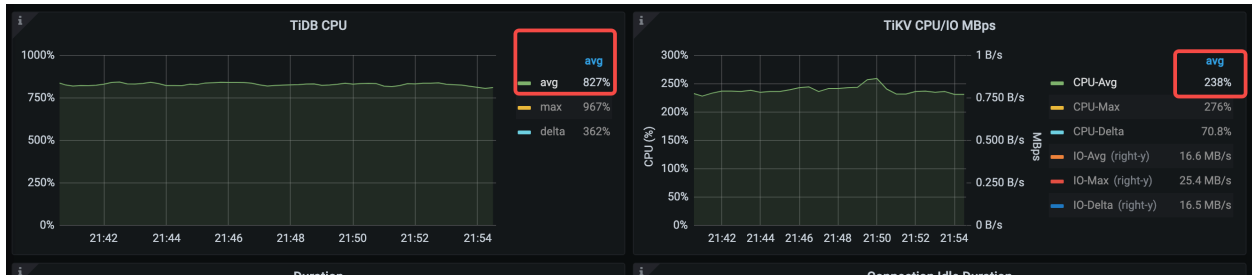 TiDB CPU
1000%
750%
500%
250%
0%
21:42 21:44 21:46 21:48 21:50 21:52 21:54
avg
avg 827%
max 967%
delta 362%
TiKV CPU/IO MBps
CPU (%)
300%
250%
200%
150%
100%
50%
0%
21:42 21:44 21:46 21:48 21:50 21:52 21:54
1 B/s
0.750 B/s
0.500 B/s
0.250 B/s
0 B/s
MBps
avg
CPU-Avg 238%
CPU-Max 276%
CPU-Delta 70.8%
IO-Avg (right-y) 16.6 MB/s
IO-Max (right-y) 25.4 MB/s
IO-Delta (right-y) 16.5 MB/s
Duration
Connection Idle Duration